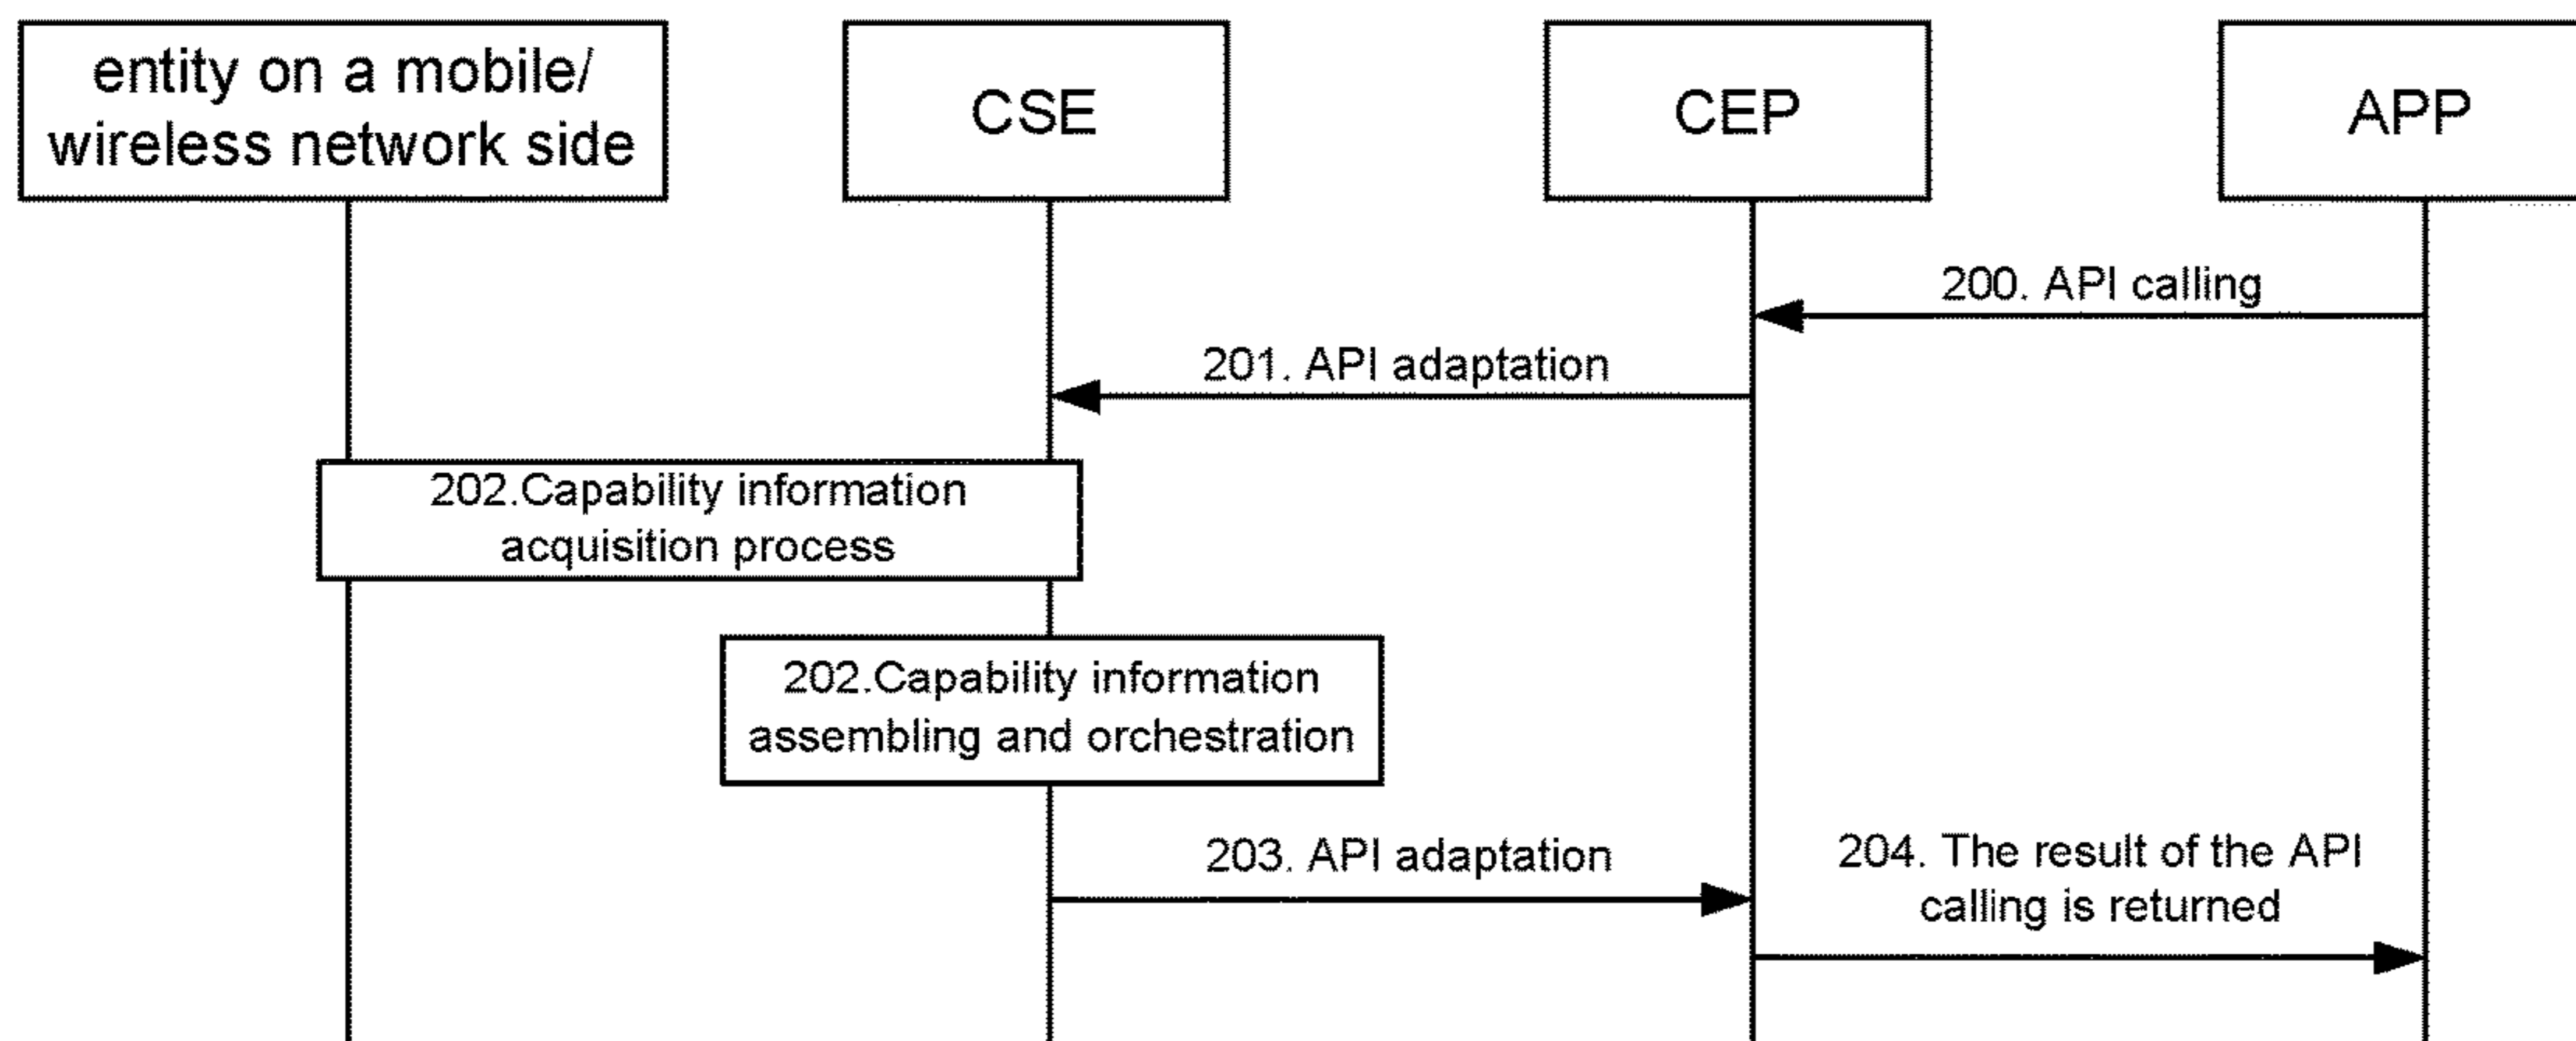 entity on a mobile/
wireless network side
CSE
CEP
APP
200. API calling
201. API adaptation
202.Capability information
acquisition process
202.Capability information
assembling and orchestration
203. API adaptation
204. The result of the API
calling is returned